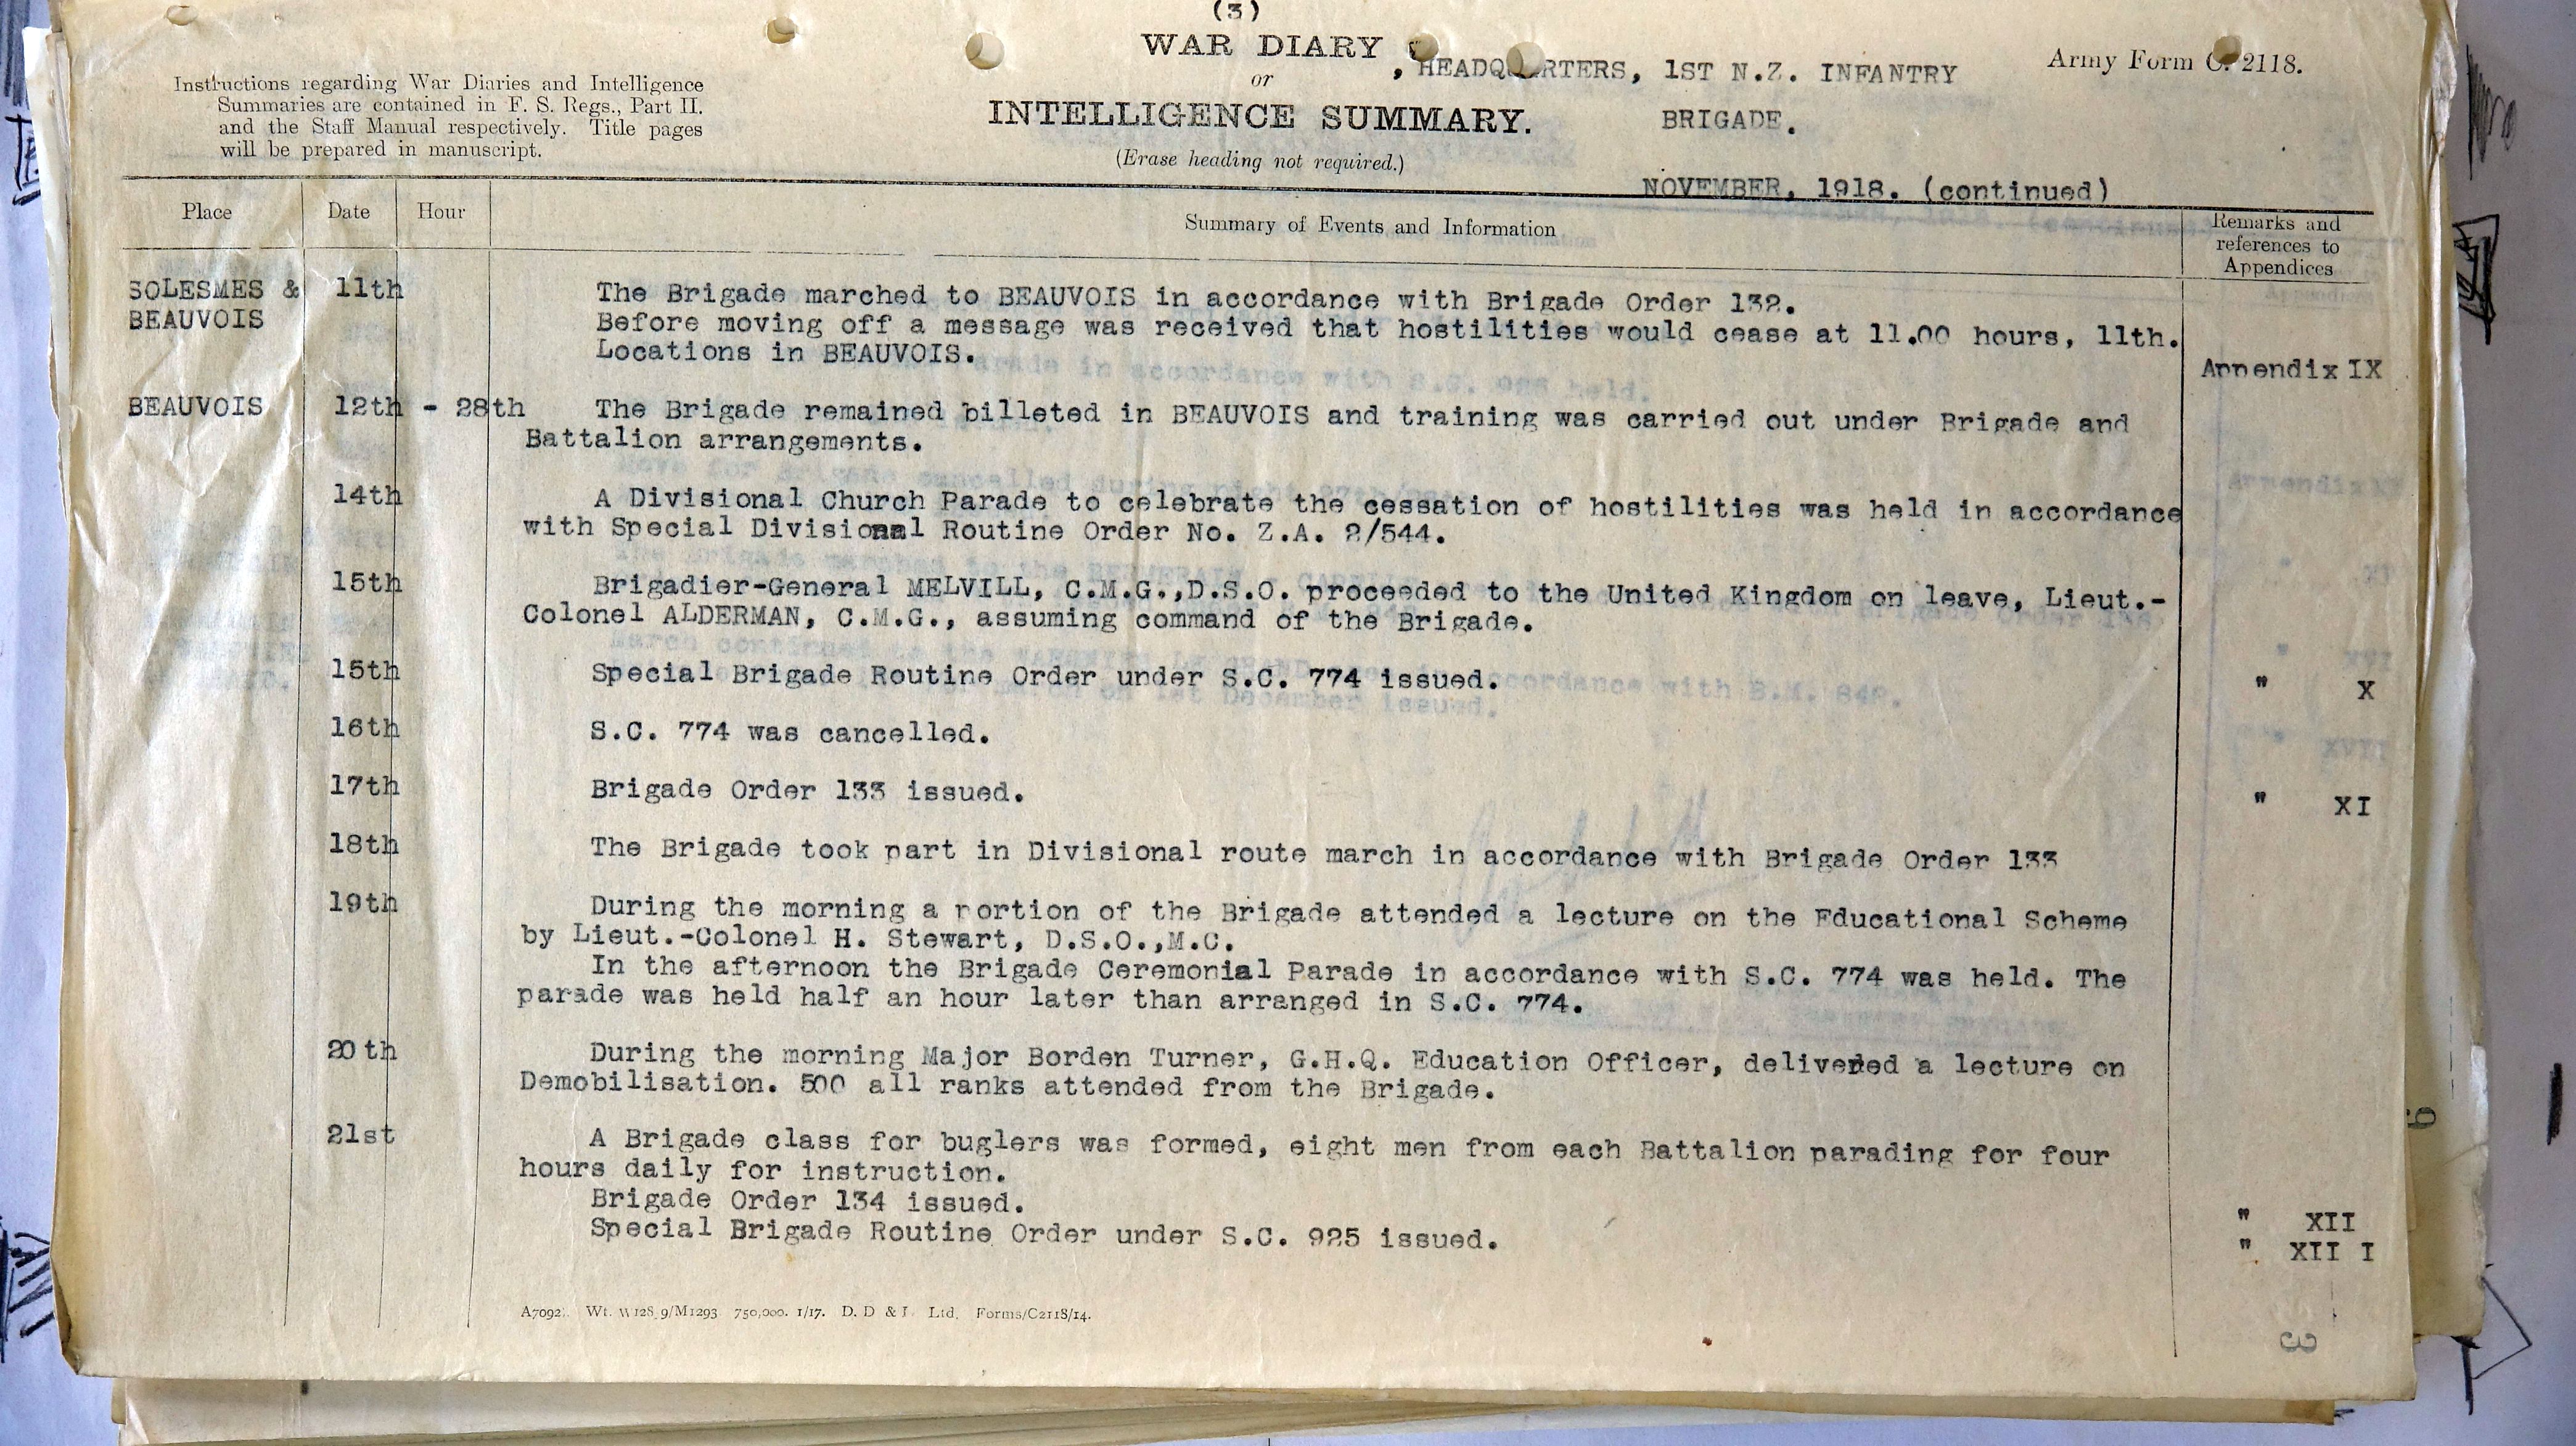 (3)
WAR DIARY
or
INTELLIGENCE SUMMARY.
(Erase heading not required.)
, HEADQUARTERS, 1ST N.Z. INFANTRY
BRIGADE.
NOVEMBER, 1918. (continued)
Army Form C. 2118.
Instructions regarding War Diaries and Intelligence
Summaries are contained in F. S. Regs., Part II.
and the Staff Manual respectively. Title pages
will be prepared in manuscript.
Place Date Hour Summary of Events and Information Remarks and
references to
Appendices
SOLESMES & 11th The Brigade marched to BEAUVOIS in accordance with Brigade Order 132.
BEAUVOIS Before moving off a message was received that hostilities would cease at 11.00 hours, 11th.
Locations in BEAUVOIS. Appendix IX
BEAUVOIS 12th - 28th The Brigade remained billeted in BEAUVOIS and training was carried out under Brigade and
Battalion arrangements.
14th A Divisional Church Parade to celebrate the cessation of hostilities was held in accordance
with Special Divisional Routine Order No. Z.A. 2/544.
15th Brigadier-General MELVILL, C.M.G.,D.S.O. proceeded to the United Kingdom on leave, Lieut.-
Colonel ALDERMAN, C.M.G., assuming command of the Brigade.
15th Special Brigade Routine Order under S.C. 774 issued. " X
16th S.C. 774 was cancelled.
17th Brigade Order 133 issued. " XI
18th The Brigade took part in Divisional route march in accordance with Brigade Order 133
19th During the morning a portion of the Brigade attended a lecture on the Educational Scheme
by Lieut.-Colonel H. Stewart, D.S.O.,M.C.
In the afternoon the Brigade Ceremonial Parade in accordance with S.C. 774 was held. The
parade was held half an hour later than arranged in S.C. 774.
20th During the morning Major Borden Turner, G.H.Q. Education Officer, delivered a lecture on
Demobilisation. 500 all ranks attended from the Brigade.
21st A Brigade class for buglers was formed, eight men from each Battalion parading for four
hours daily for instruction.
Brigade Order 134 issued. " XII
Special Brigade Routine Order under S.C. 925 issued. " XII I
750,000. 1/17. D. D & L Ltd. Forms/C2118/14.
3
9